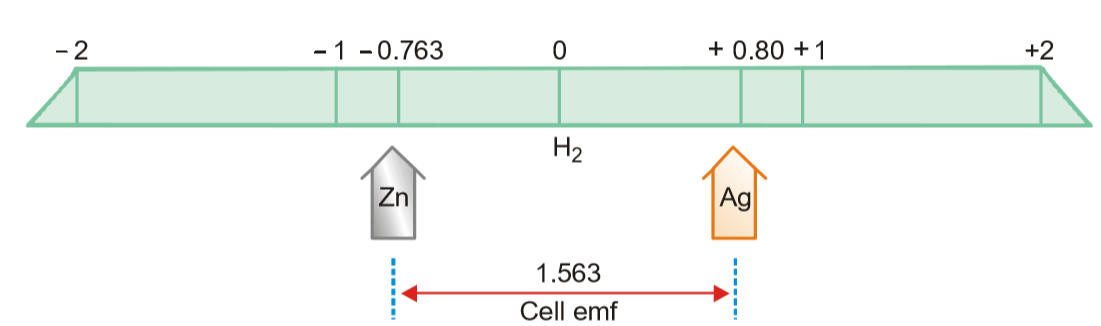 – 2 – 1 – 0.763 0 + 0.80 + 1 +2
H₂
Zn Ag
1.563
Cell emf